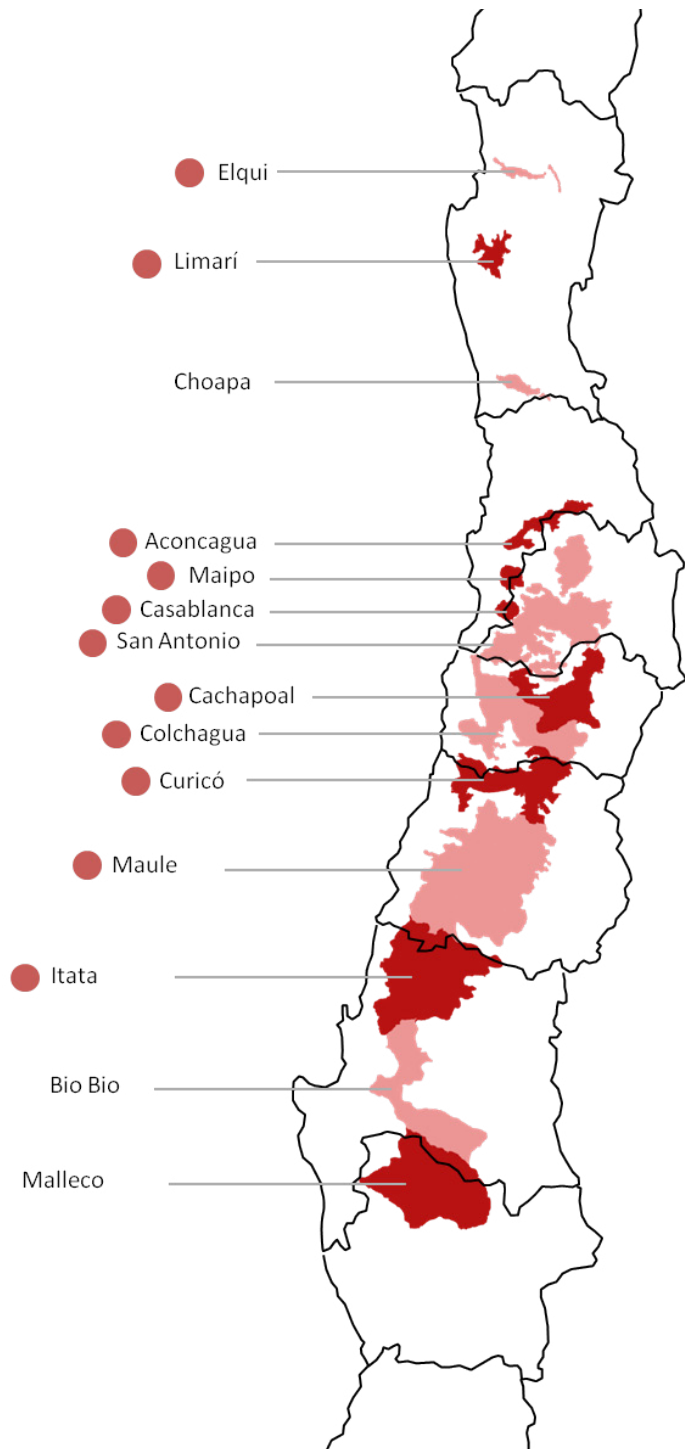 Elqui
Limarí
Choapa
Aconcagua
Maipo
Casablanca
San Antonio
Cachapoal
Colchagua
Curicó
Maule
Itata
Bio Bio
Malleco